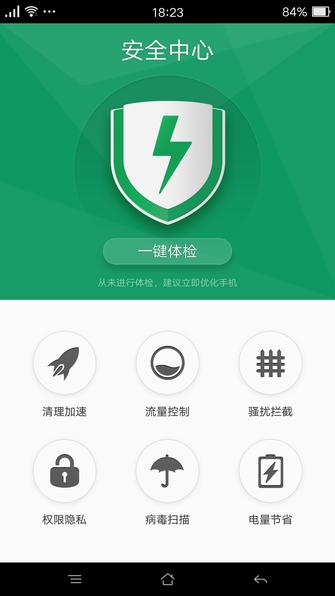 18:23
84%
安全中心
一键体检
从未进行体检，建议立即优化手机
清理加速
流量控制
骚扰拦截
权限隐私
病毒扫描
电量节省